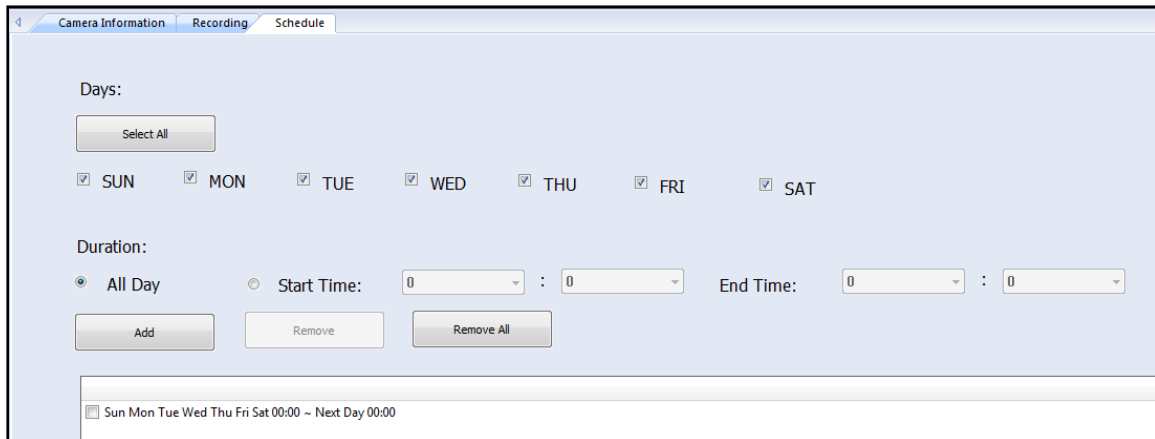 Camera Information Recording Schedule
Days:
Select All
SUN MON TUE WED THU FRI SAT
Duration:
All Day Start Time: 0 : 0 End Time: 0 : 0
Add Remove Remove All
Sun Mon Tue Wed Thu Fri Sat 00:00 ~ Next Day 00:00